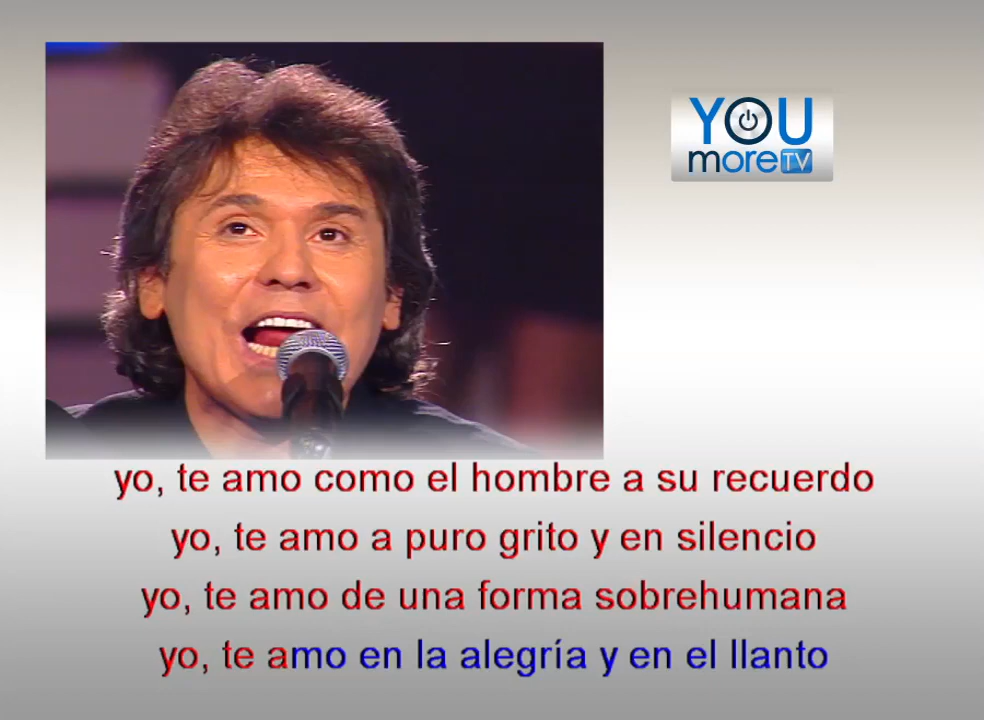 YOU
moreTV
yo, te amo como el hombre a su recuerdo
yo, te amo a puro grito y en silencio
yo, te amo de una forma sobrehumana
yo, te amo en la alegría y en el llanto